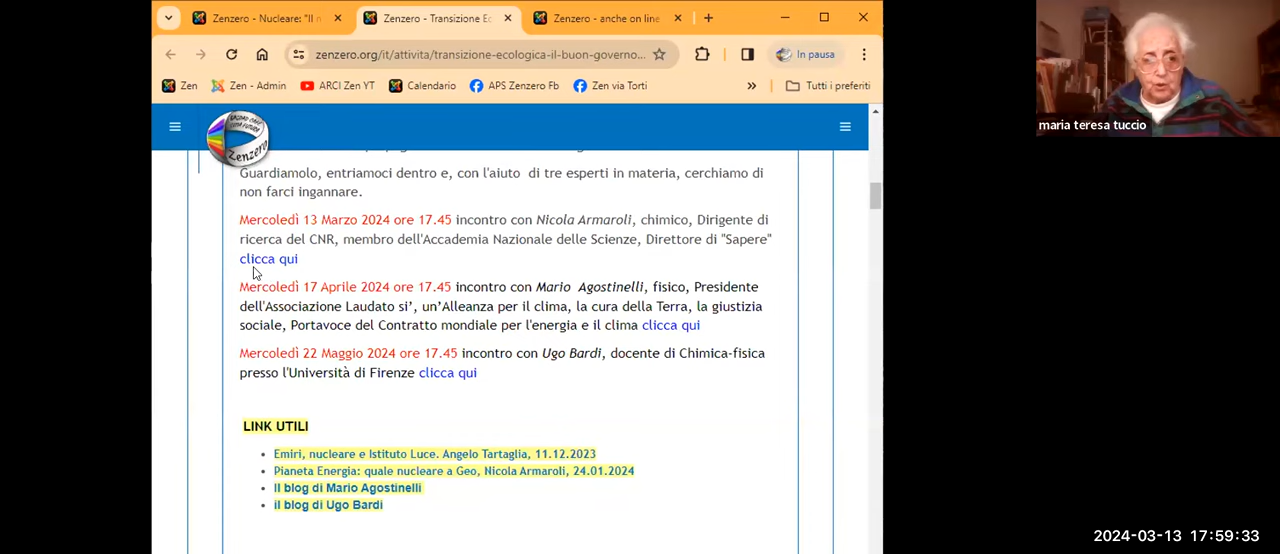 Zenzero - Nucleare: "Il n
Zenzero - Transizione Ec
Zenzero - anche on line
zenzero.org/it/attivita/transizione-ecologica-il-buon-governo...
In pausa
Zen
Zen - Admin
ARCI Zen YT
Calendario
APS Zenzero Fb
Zen via Torti
»
Tutti i preferiti
maria teresa tuccio
Zenzero
Guardiamolo, entriamoci dentro e, con l'aiuto di tre esperti in materia, cerchiamo di
non farci ingannare.
Mercoledì 13 Marzo 2024 ore 17.45 incontro con Nicola Armaroli, chimico, Dirigente di
ricerca del CNR, membro dell'Accademia Nazionale delle Scienze, Direttore di "Sapere"
clicca qui
Mercoledì 17 Aprile 2024 ore 17.45 incontro con Mario Agostinelli, fisico, Presidente
dell'Associazione Laudato si’, un’Alleanza per il clima, la cura della Terra, la giustizia
sociale, Portavoce del Contratto mondiale per l'energia e il clima clicca qui
Mercoledì 22 Maggio 2024 ore 17.45 incontro con Ugo Bardi, docente di Chimica-fisica
presso l'Università di Firenze clicca qui
LINK UTILI
Emiri, nucleare e Istituto Luce. Angelo Tartaglia, 11.12.2023
Pianeta Energia: quale nucleare a Geo, Nicola Armaroli, 24.01.2024
Il blog di Mario Agostinelli
il blog di Ugo Bardi
2024-03-13 17:59:33